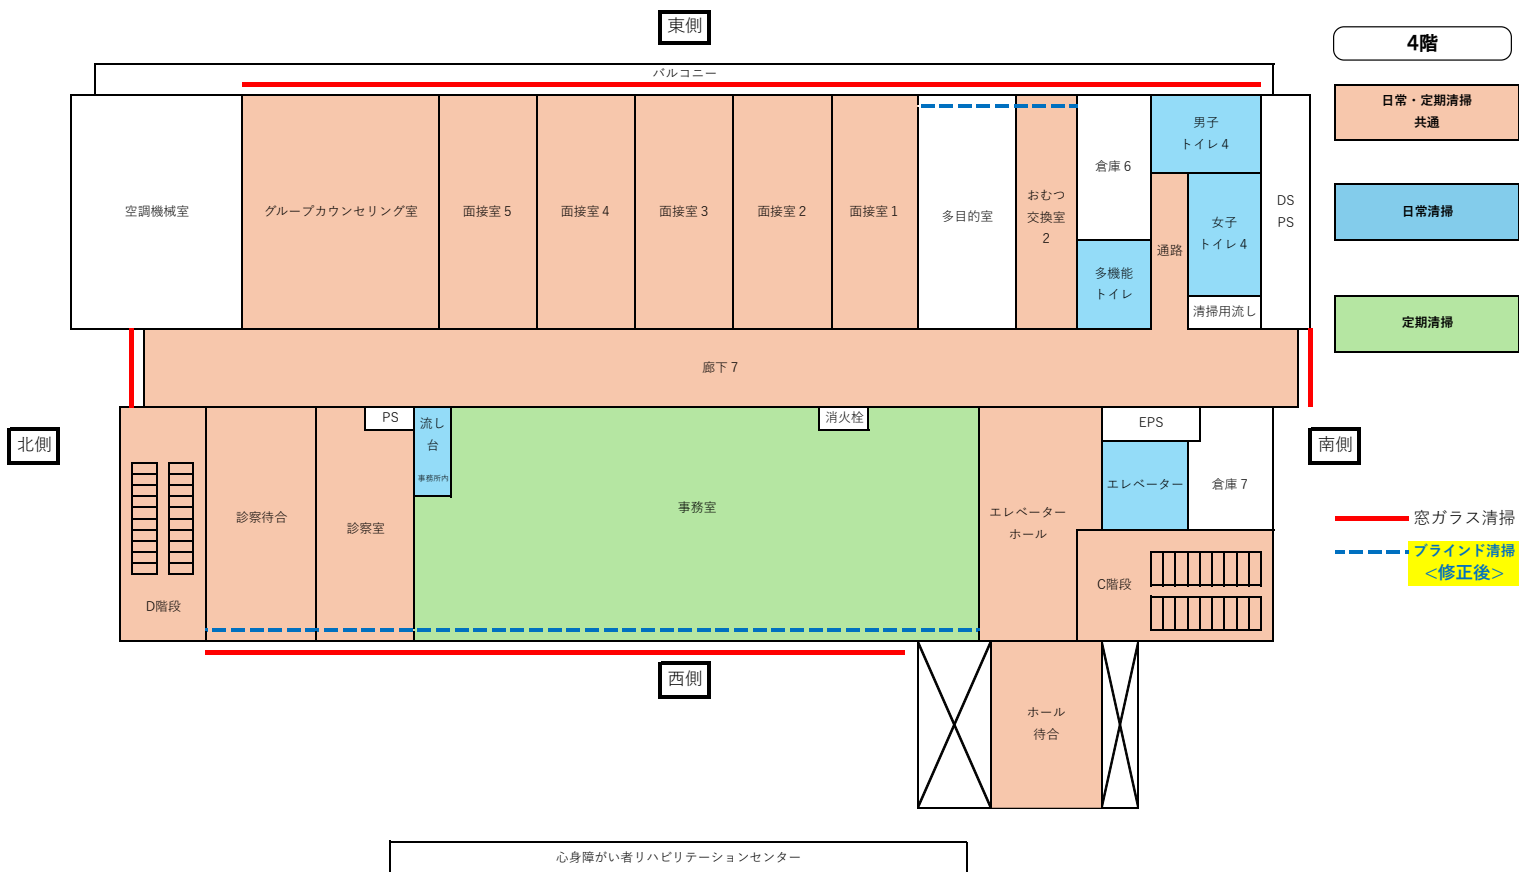 東側
4階
バルコニー
日常・定期清掃
共通
空調機械室
グループカウンセリング室
面接室5
面接室4
面接室3
面接室2
面接室1
多目的室
おむつ
交換室
2
倉庫6
多機能
トイレ
男子
トイレ4
通路
女子
トイレ4
清掃用流し
DS
PS
日常清掃
定期清掃
廊下7
北側
D階段
診察待合
PS
診察室
流し
台
事務所内
事務室
消火栓
エレベーター
ホール
EPS
エレベーター
倉庫7
C階段
南側
窓ガラス清掃
ブラインド清掃
<修正後>
西側
ホール
待合
心身障がい者リハビリテーションセンター